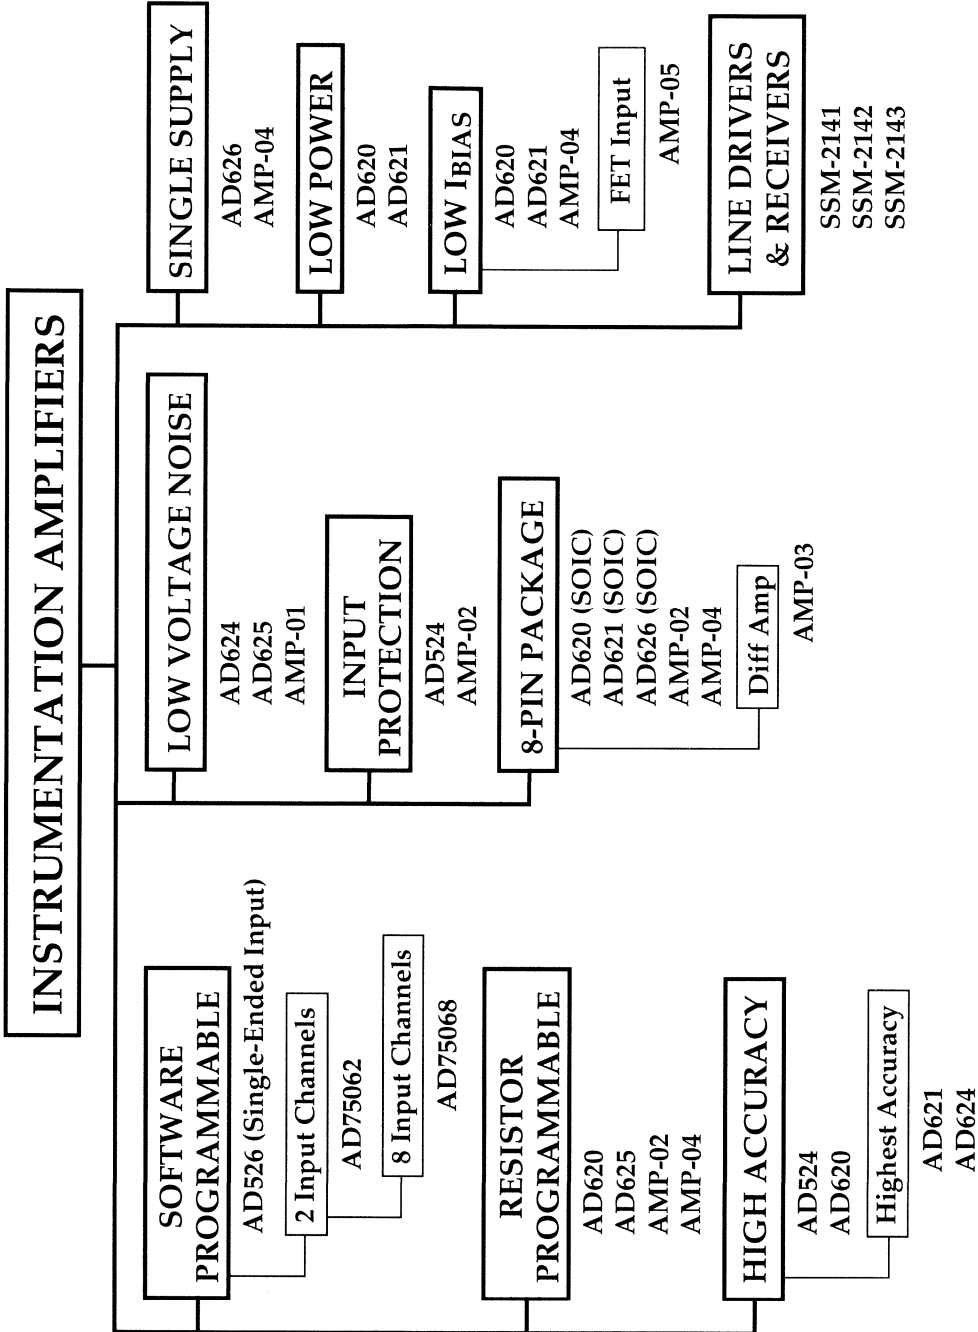 INSTRUMENTATION AMPLIFIERS
SOFTWARE
PROGRAMMABLE
AD526 (Single-Ended Input)
2 Input Channels
AD75062
8 Input Channels
AD75068
RESISTOR
PROGRAMMABLE
AD620
AD625
AMP-02
AMP-04
HIGH ACCURACY
AD524
AD620
Highest Accuracy
AD621
AD624
LOW VOLTAGE NOISE
AD624
AD625
AMP-01
INPUT
PROTECTION
AD524
AMP-02
8-PIN PACKAGE
AD620 (SOIC)
AD621 (SOIC)
AD626 (SOIC)
AMP-02
AMP-04
Diff Amp
AMP-03
SINGLE SUPPLY
AD626
AMP-04
LOW POWER
AD620
AD621
LOW IBIAS
AD620
AD621
AMP-04
FET Input
AMP-05
LINE DRIVERS
& RECEIVERS
SSM-2141
SSM-2142
SSM-2143